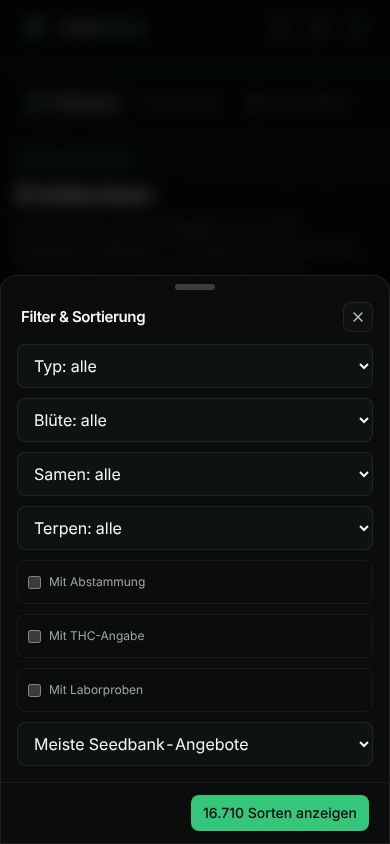 Filter & Sortierung
Typ: alle
Blüte: alle
Samen: alle
Terpen: alle
Mit Abstammung
Mit THC-Angabe
Mit Laborproben
Meiste Seedbank-Angebote
16.710 Sorten anzeigen